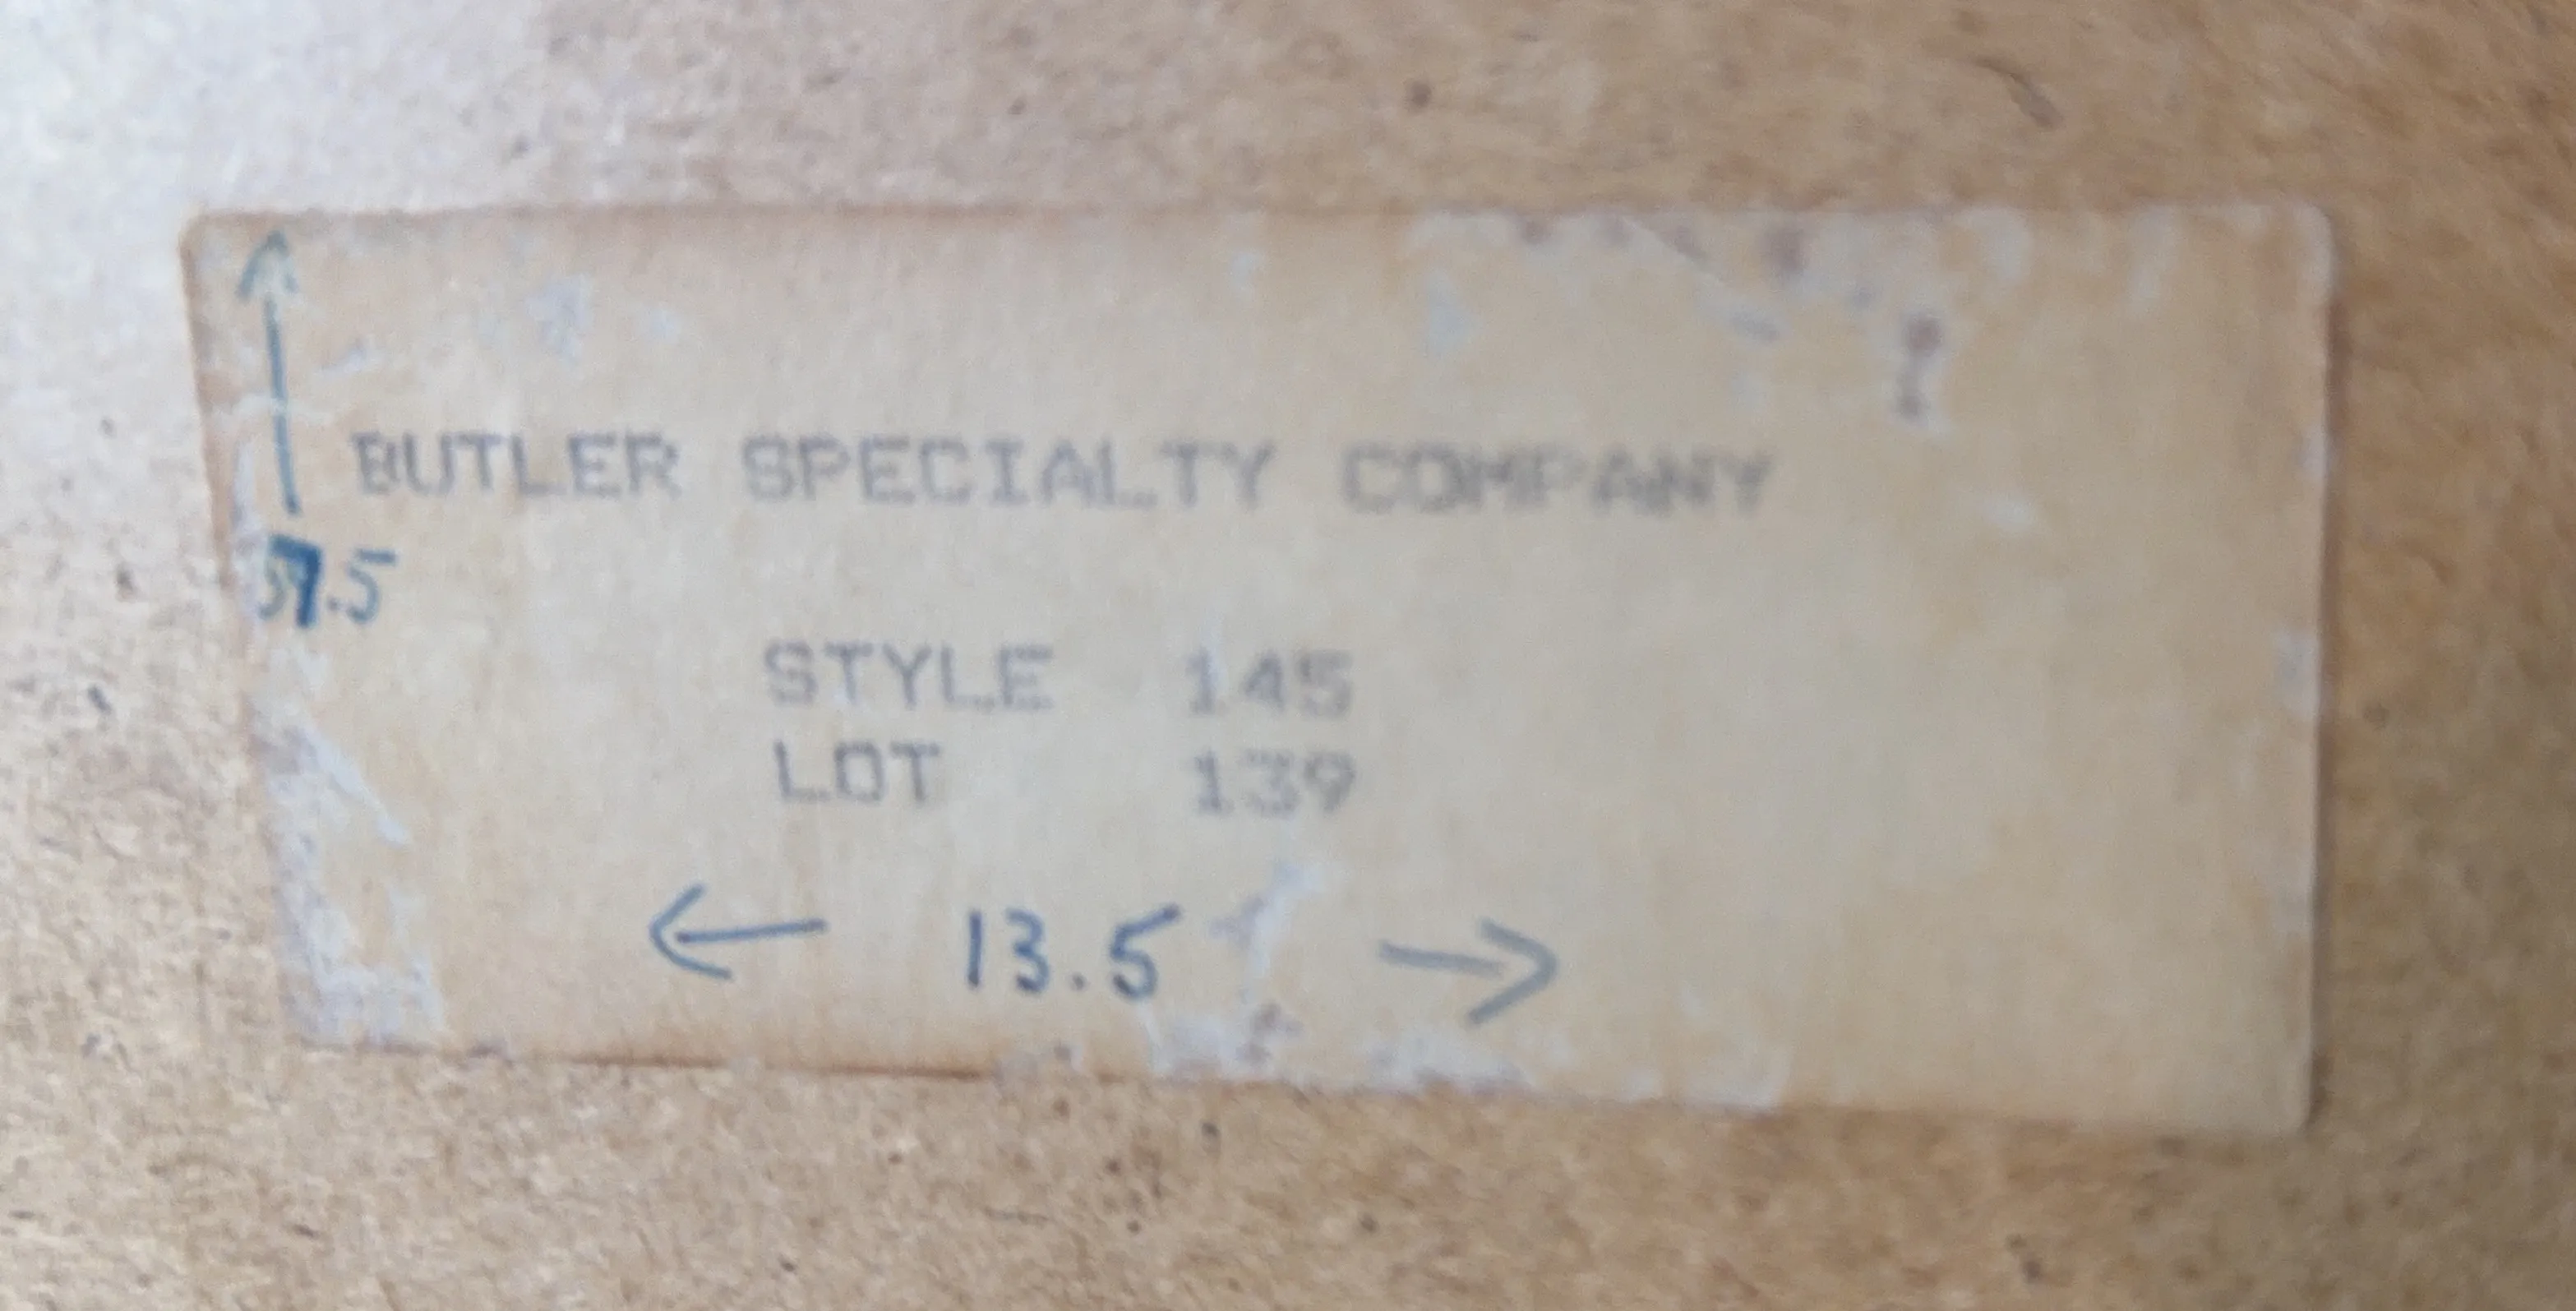 BUTLER SPECIALTY COMPANY
STYLE 145
LOT 139
← 13.5 →